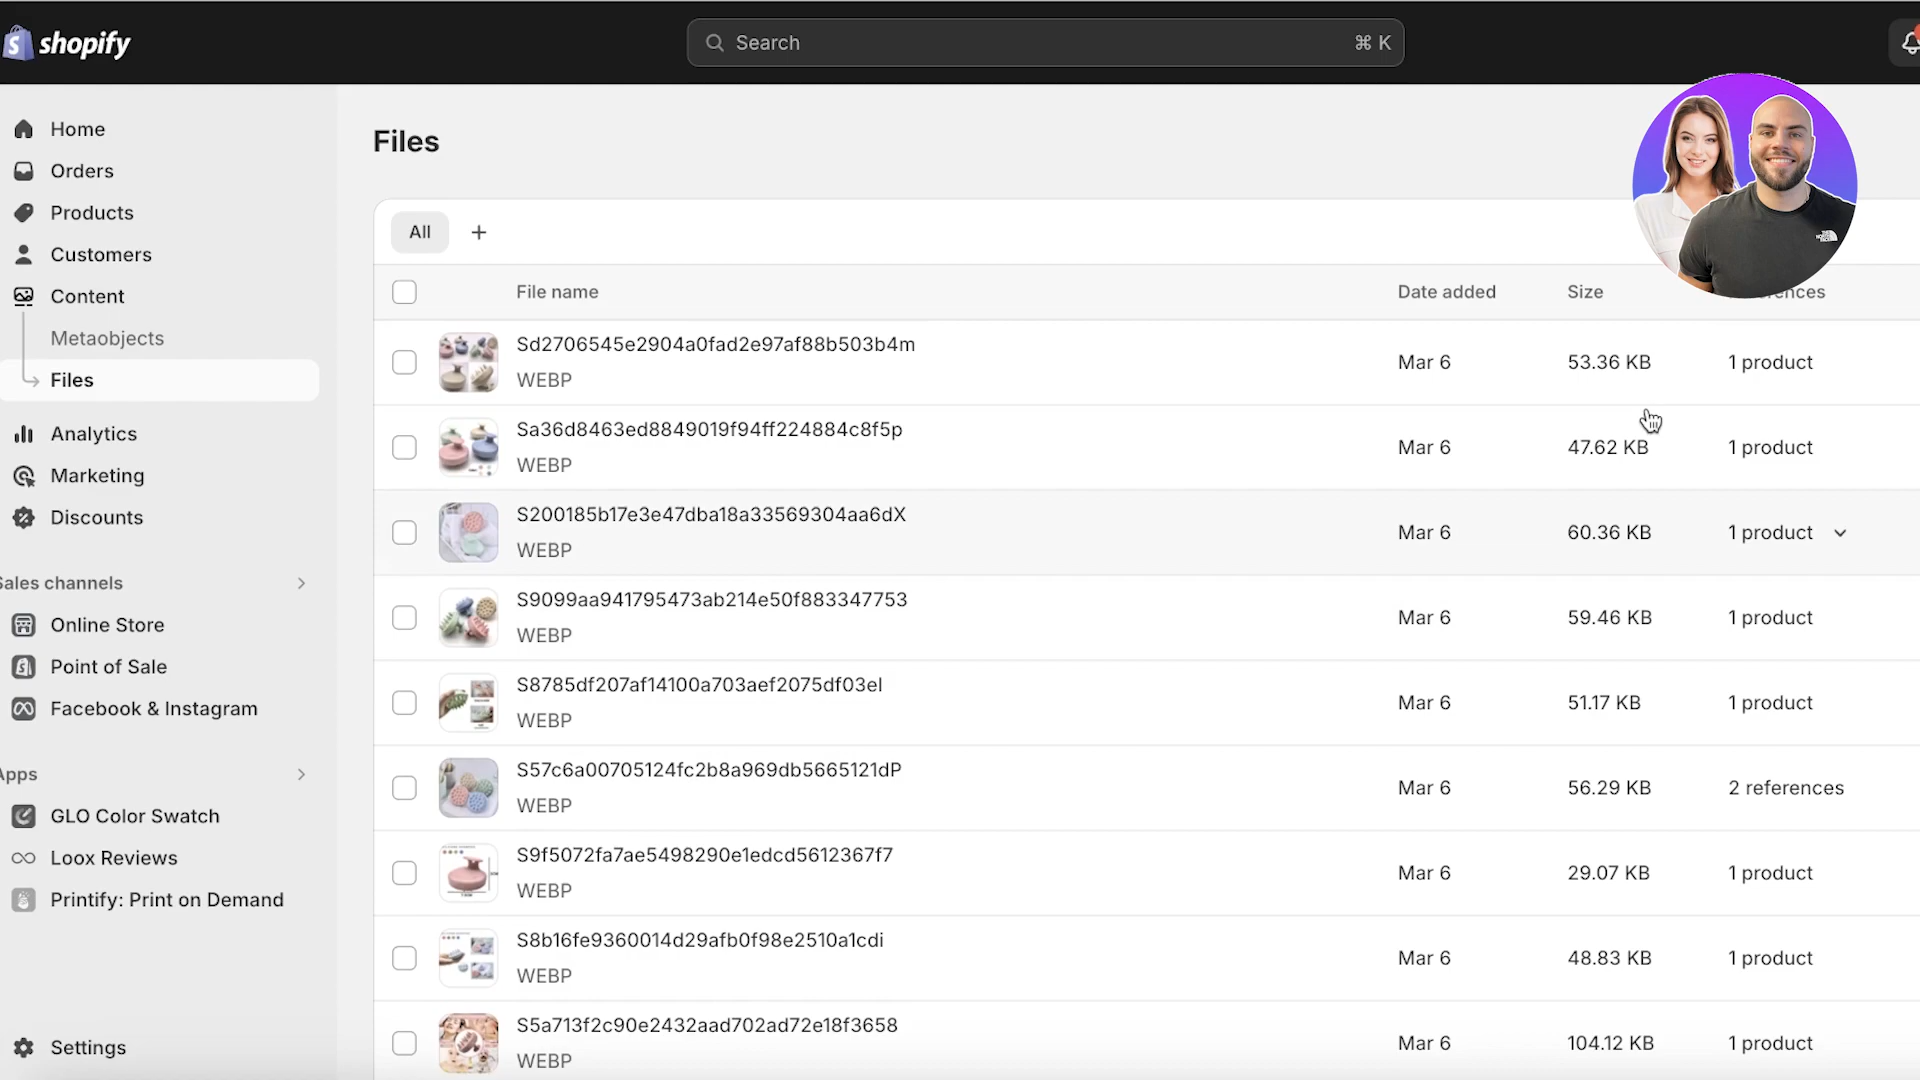 shopify
Search
⌘ K
Home
Orders
Products
Customers
Content
Metaobjects
Files
Analytics
Marketing
Discounts
Sales channels
Online Store
Point of Sale
Facebook & Instagram
Apps
GLO Color Swatch
Loox Reviews
Printify: Print on Demand
Settings
Files
All +
File name Date added Size
Sd2706545e2904a0fad2e97af88b503b4m
WEBP
Mar 6 53.36 KB 1 product
Sa36d8463ed8849019f94ff224884c8f5p
WEBP
Mar 6 47.62 KB 1 product
S200185b17e3e47dba18a33569304aa6dX
WEBP
Mar 6 60.36 KB 1 product
S9099aa941795473ab214e50f883347753
WEBP
Mar 6 59.46 KB 1 product
S8785df207af14100a703aef2075df03eI
WEBP
Mar 6 51.17 KB 1 product
S57c6a00705124fc2b8a969db5665121dP
WEBP
Mar 6 56.29 KB 2 references
S9f5072fa7ae5498290e1edcd5612367f7
WEBP
Mar 6 29.07 KB 1 product
S8b16fe9360014d29afb0f98e2510a1cdi
WEBP
Mar 6 48.83 KB 1 product
S5a713f2c90e2432aad702ad72e18f3658
WEBP
Mar 6 104.12 KB 1 product